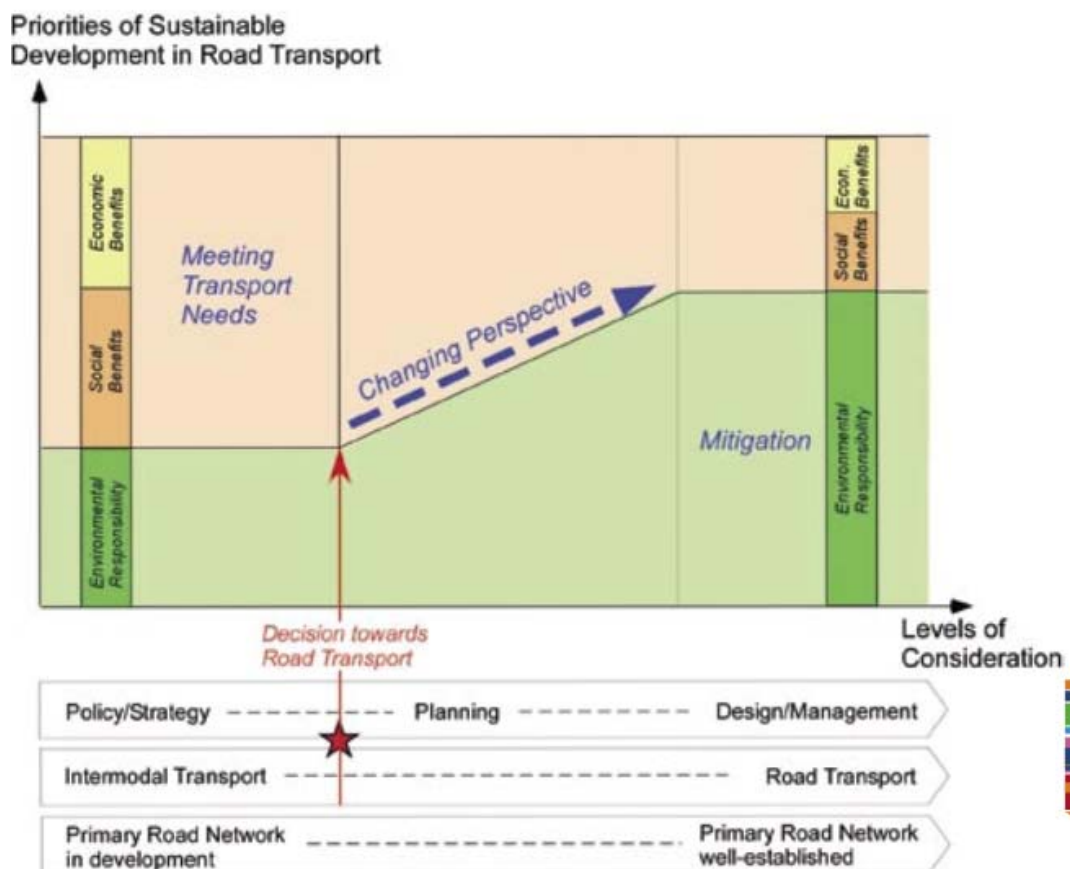 Priorities of Sustainable
Development in Road Transport
Economic
Benefits
Social
Benefits
Environmental
Responsibility
Meeting
Transport
Needs
Changing Perspective
Mitigation
Econ.
Benefits
Social
Benefits
Environmental
Responsibility
Decision towards
Road Transport
Levels of
Consideration
Policy/Strategy
Planning
Design/Management
Intermodal Transport
Road Transport
Primary Road Network
in development
Primary Road Network
well-established